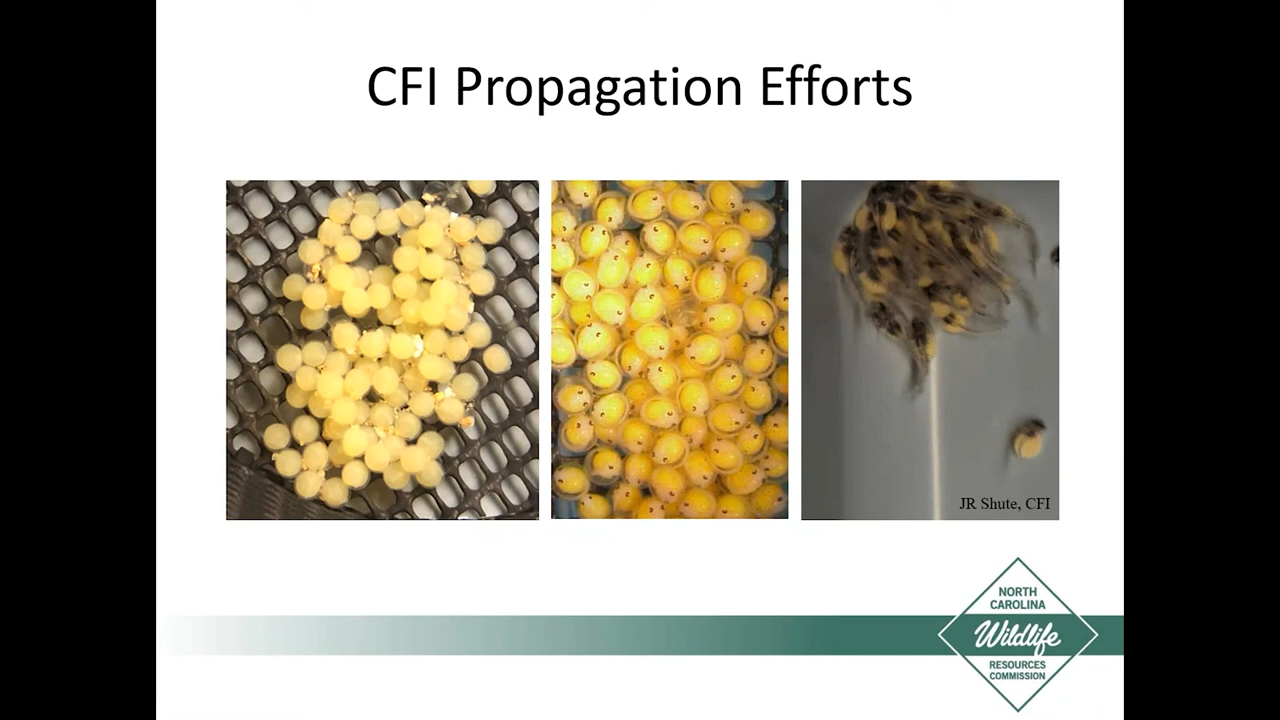 CFI Propagation Efforts
JR Shute, CFI
NORTH
CAROLINA
Wildlife
RESOURCES
COMMISSION